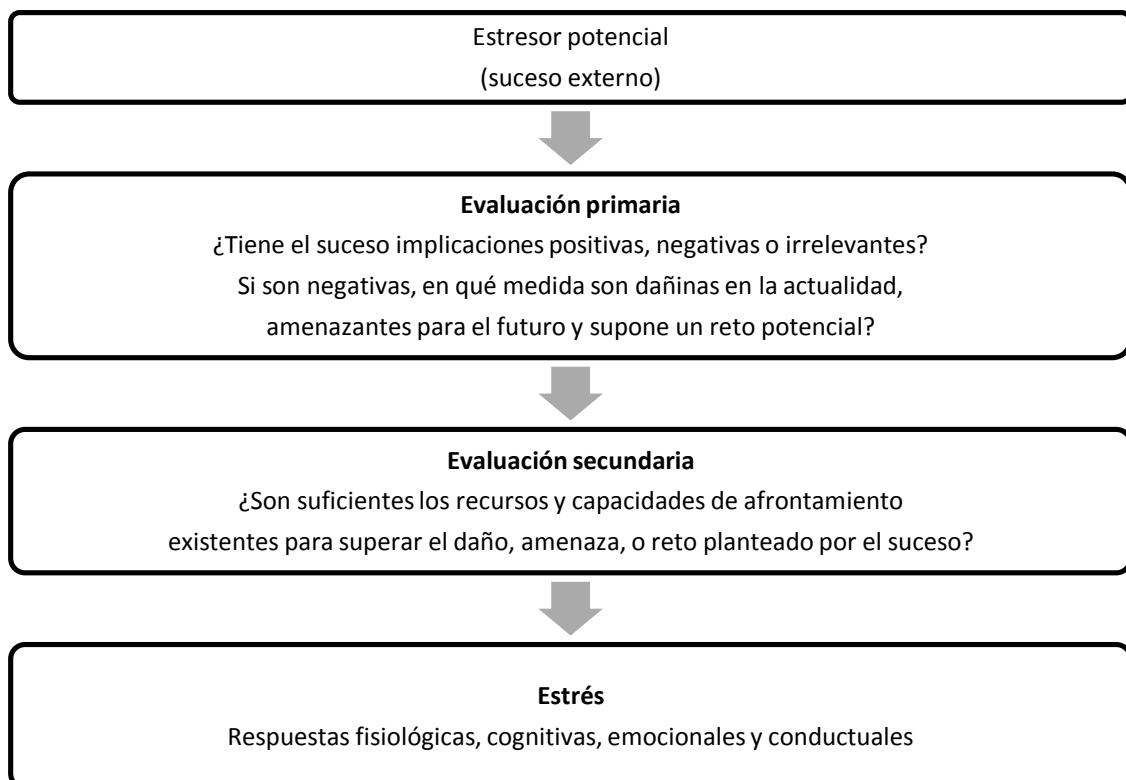 Estresor potencial
(suceso externo)
Evaluación primaria
¿Tiene el suceso implicaciones positivas, negativas o irrelevantes?
Si son negativas, en qué medida son dañinas en la actualidad,
amenazantes para el futuro y supone un reto potencial?
Evaluación secundaria
¿Son suficientes los recursos y capacidades de afrontamiento
existentes para superar el daño, amenaza, o reto planteado por el suceso?
Estrés
Respuestas fisiológicas, cognitivas, emocionales y conductuales